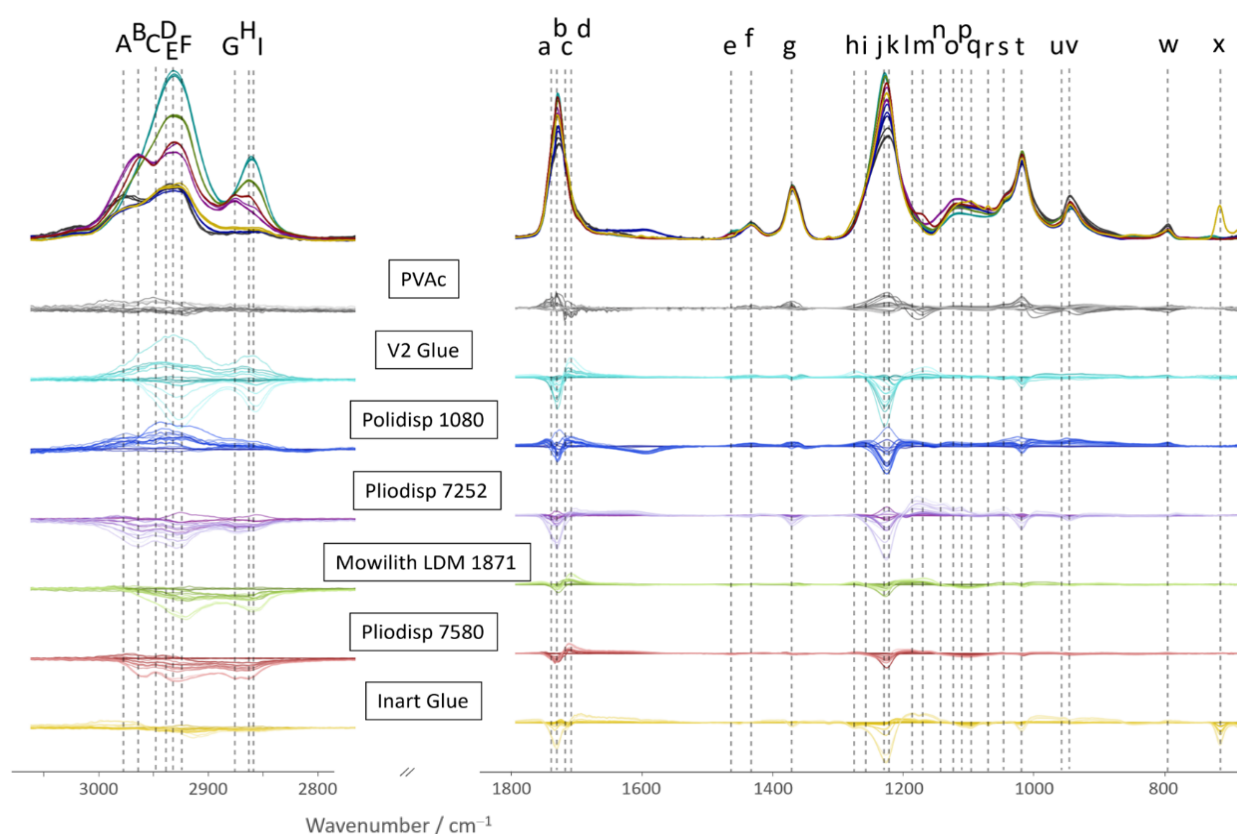 A B C D E F G H I
a b c d e f g h i j k l m n o p q r s t u v w x
PVAc
V2 Glue
Polidisp 1080
Pliodisp 7252
Mowilith LDM 1871
Pliodisp 7580
Inart Glue
3000 2900 2800 // 1800 1600 1400 1200 1000 800
Wavenumber / cm⁻¹